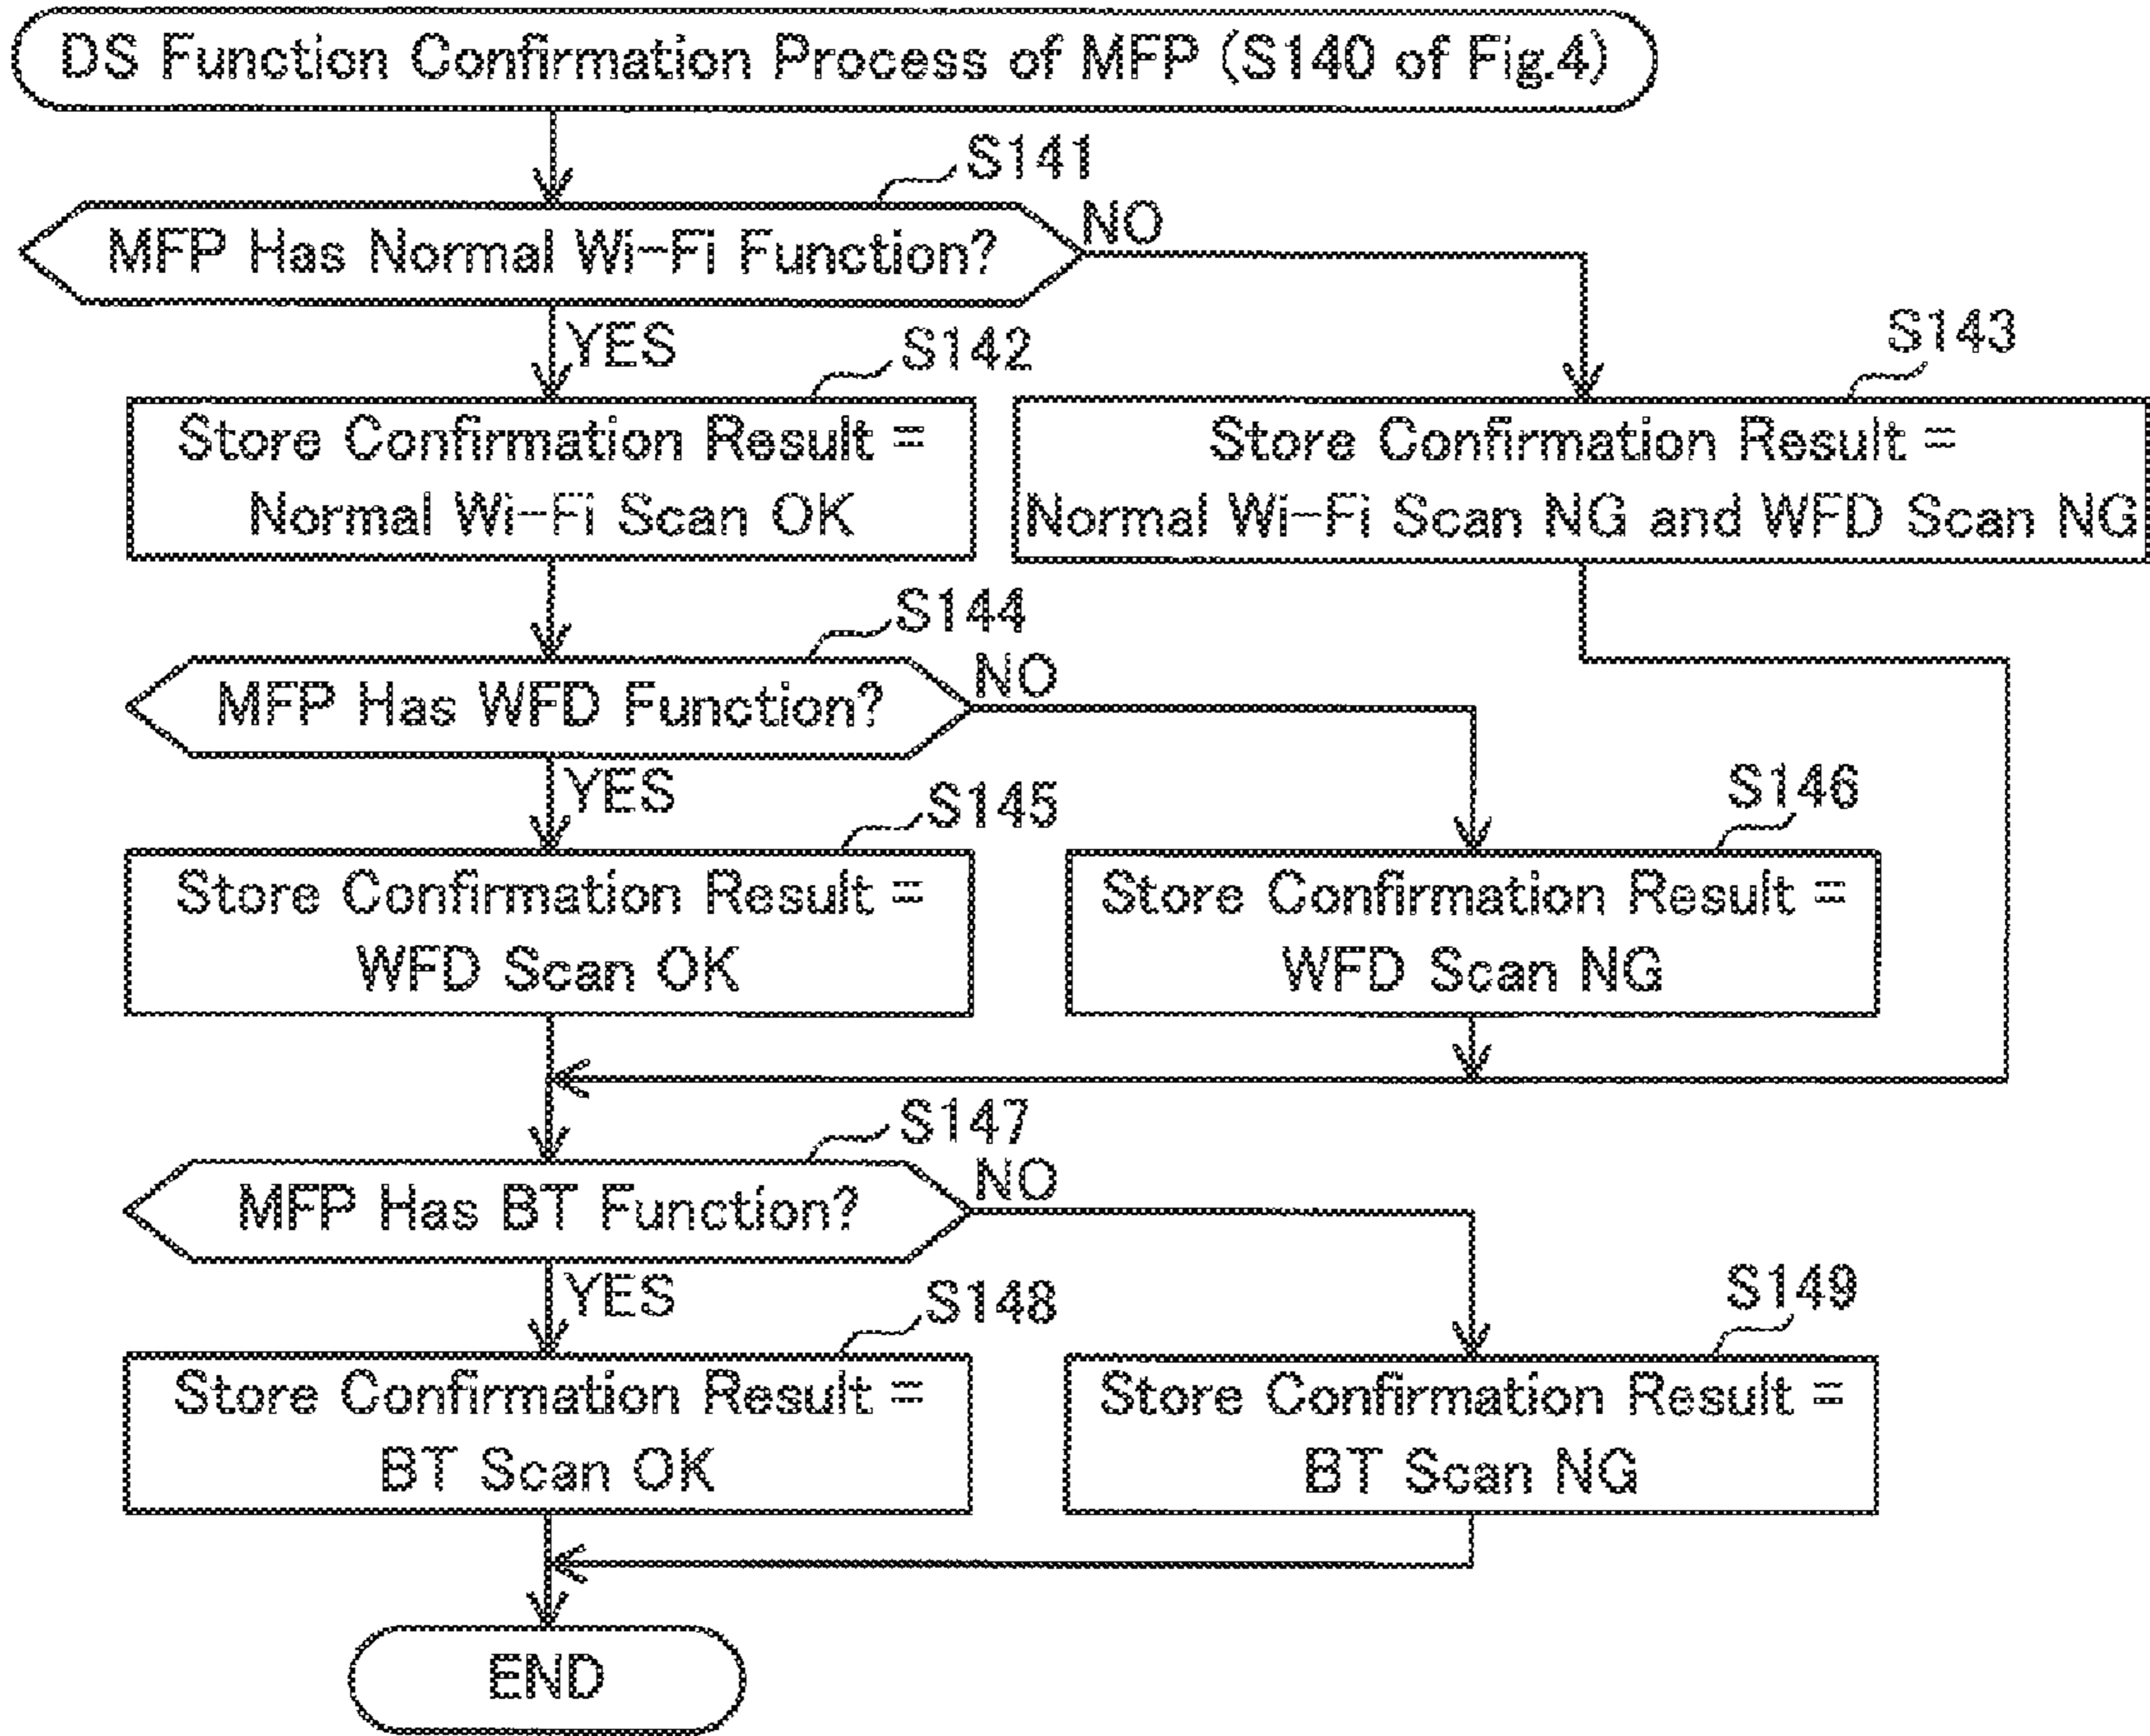 DS Function Confirmation Process of MFP (S140 of Fig.4)
S141
MFP Has Normal Wi-Fi Function?
NO
YES
S142
S143
Store Confirmation Result =
Normal Wi-Fi Scan OK
Store Confirmation Result =
Normal Wi-Fi Scan NG and WFD Scan NG
S144
MFP Has WFD Function?
NO
YES
S145
S146
Store Confirmation Result =
WFD Scan OK
Store Confirmation Result =
WFD Scan NG
S147
MFP Has BT Function?
NO
YES
S148
S149
Store Confirmation Result =
BT Scan OK
Store Confirmation Result =
BT Scan NG
END